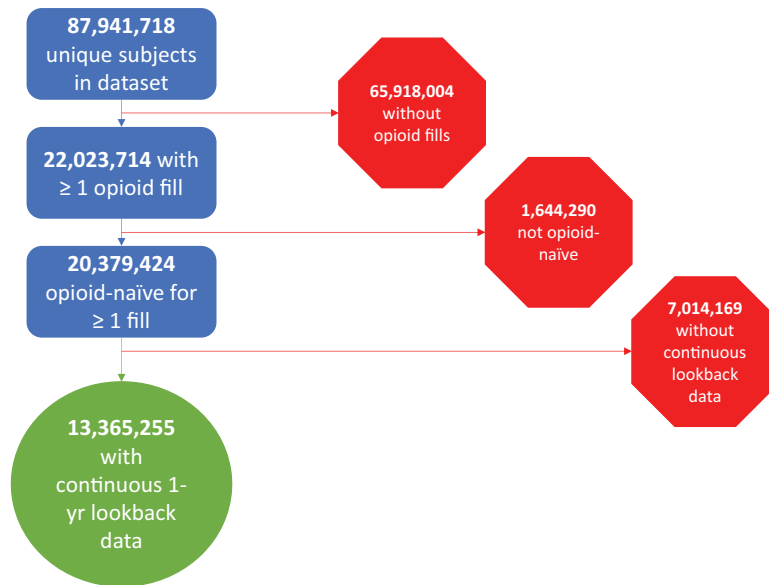 87,941,718
unique subjects
in dataset
65,918,004
without
opioid fills
22,023,714 with
≥ 1 opioid fill
1,644,290
not opioid-
naïve
20,379,424
opioid-naïve for
≥ 1 fill
7,014,169
without
continuous
lookback
data
13,365,255
with
continuous 1-
yr lookback
data